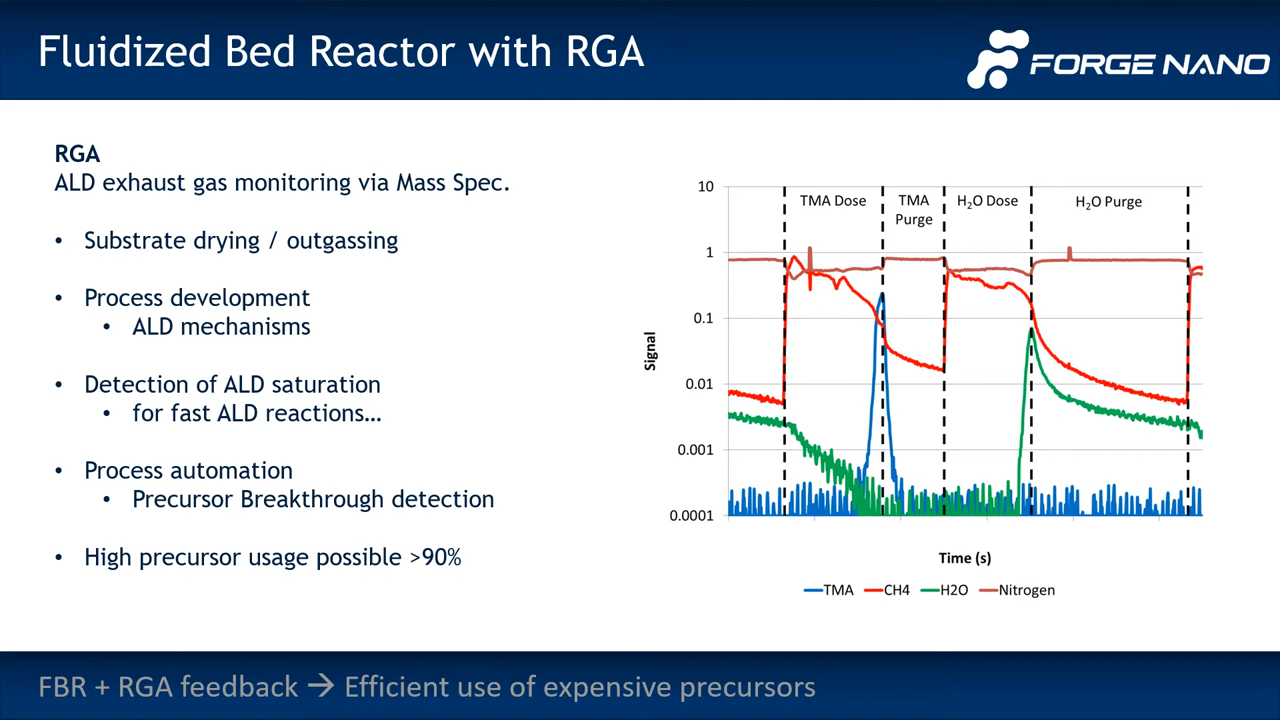 Fluidized Bed Reactor with RGA
FORGE NANO
RGA
ALD exhaust gas monitoring via Mass Spec.
• Substrate drying / outgassing
• Process development
• ALD mechanisms
• Detection of ALD saturation
• for fast ALD reactions…
• Process automation
• Precursor Breakthrough detection
• High precursor usage possible >90%
10
1
0.1
0.01
0.001
0.0001
Signal
TMA Dose
TMA Purge
H₂O Dose
H₂O Purge
Time (s)
TMA CH4 H2O Nitrogen
FBR + RGA feedback → Efficient use of expensive precursors